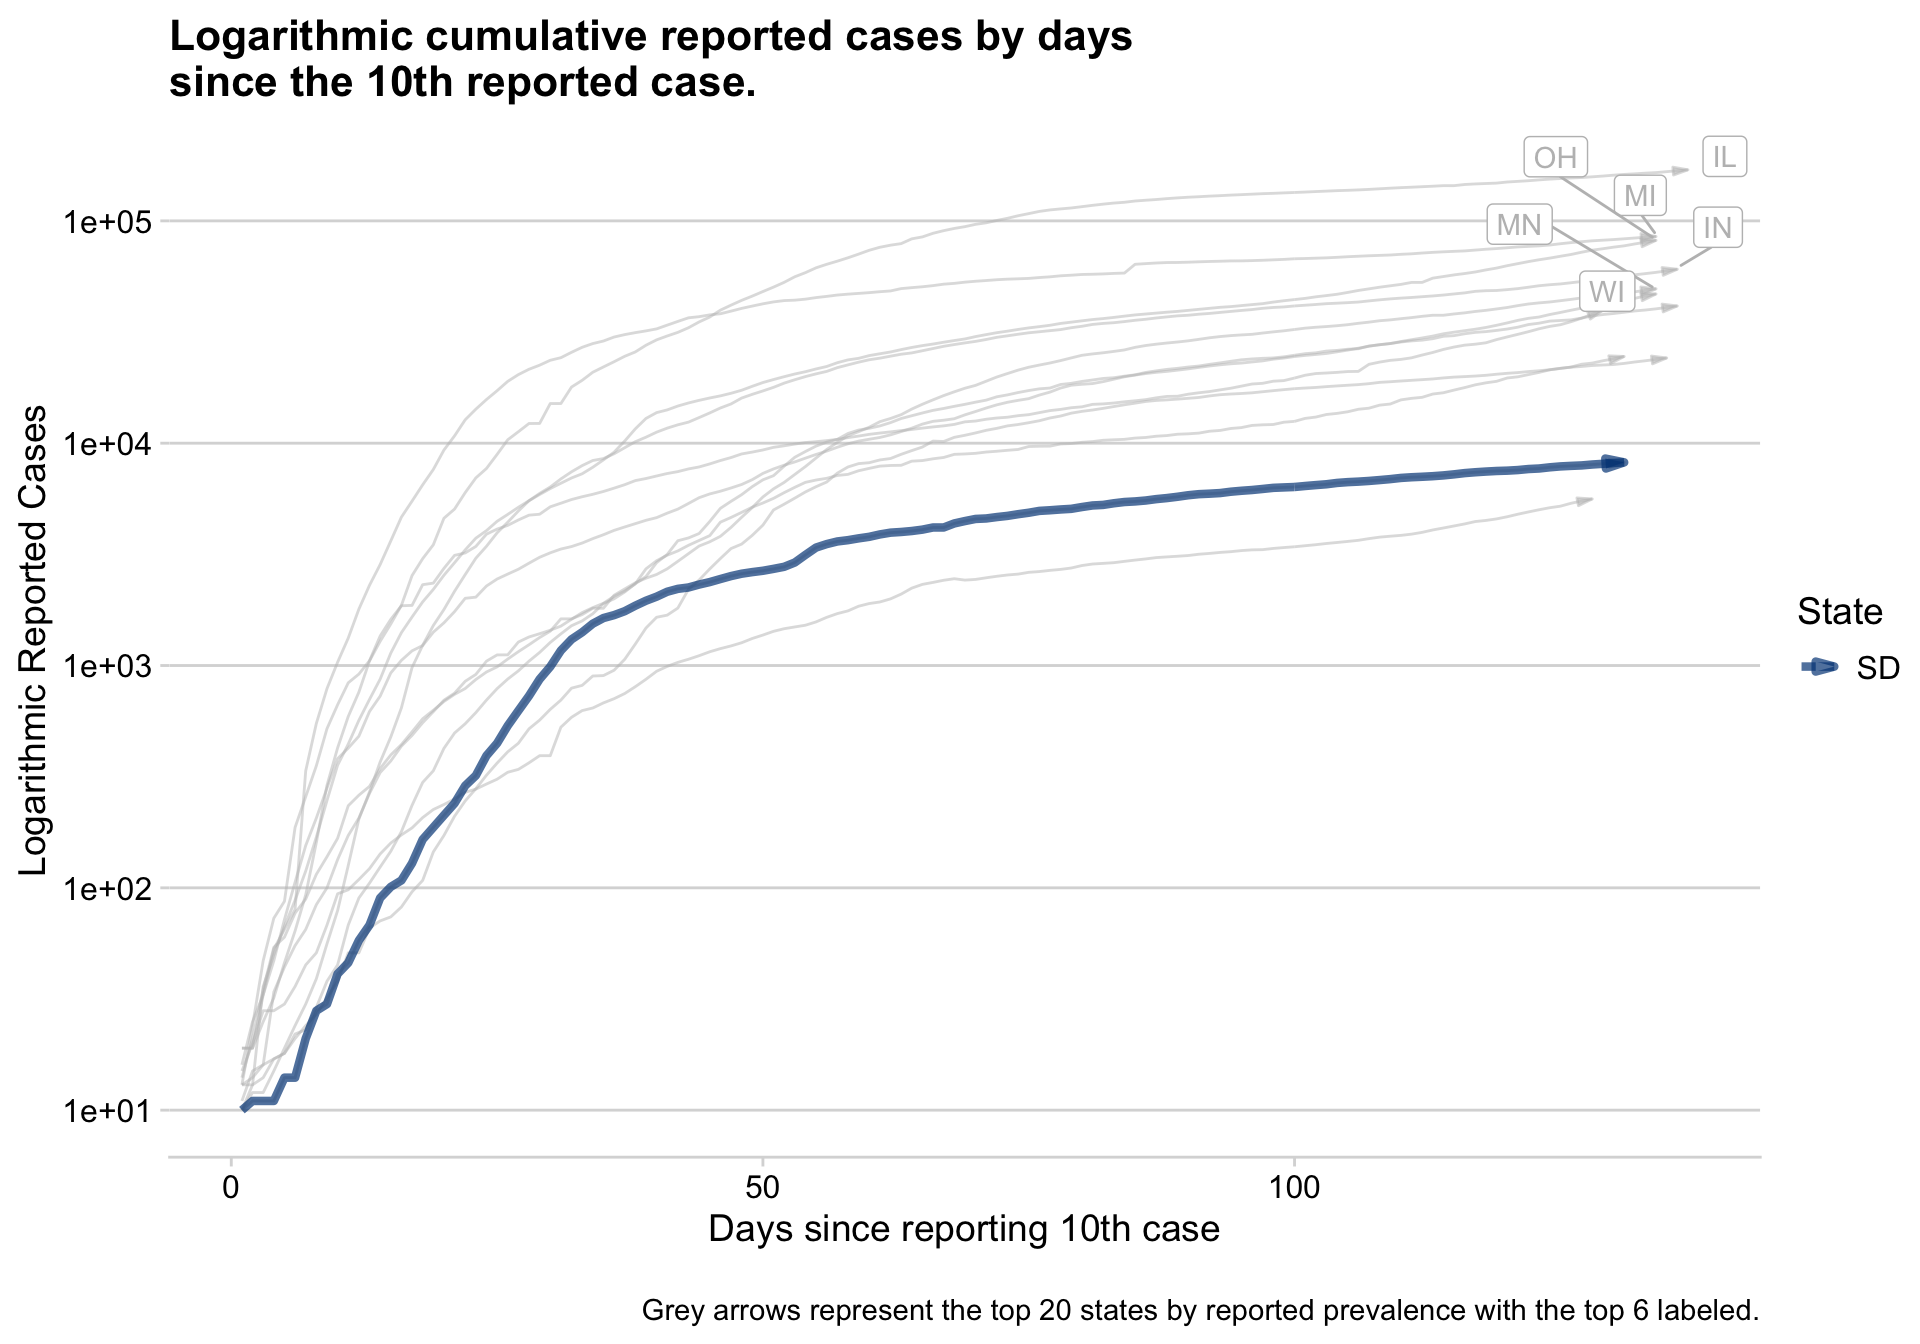 Logarithmic cumulative reported cases by days
since the 10th reported case.
OH
IL
MI
MN
IN
WI
1e+05
1e+04
1e+03
1e+02
1e+01
Logarithmic Reported Cases
0
50
100
Days since reporting 10th case
State
SD
Grey arrows represent the top 20 states by reported prevalence with the top 6 labeled.